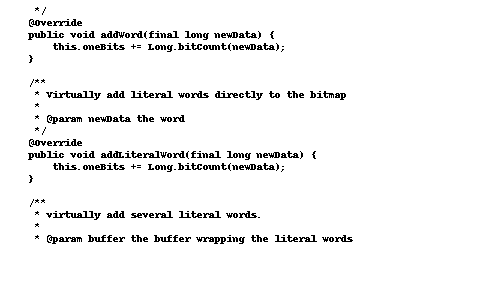 */
@Override
public void addWord(final long newData) {
this.oneBits += Long.bitCount(newData);
}
/**
* Virtually add literal words directly to the bitmap
*
* @param newData the word
*/
@Override
public void addLiteralWord(final long newData) {
this.oneBits += Long.bitCount(newData);
}
/**
* virtually add several literal words.
*
* @param buffer the buffer wrapping the literal words